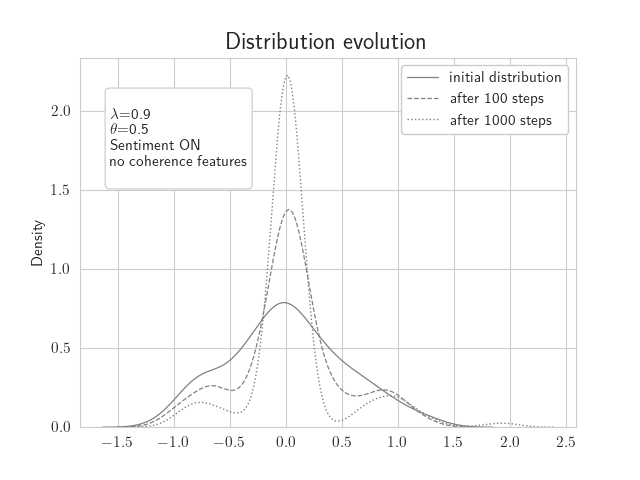 Distribution evolution
λ=0.9
θ=0.5
Sentiment ON
no coherence features
initial distribution
after 100 steps
after 1000 steps
Density
2.0
1.5
1.0
0.5
0.0
−1.5 −1.0 −0.5 0.0 0.5 1.0 1.5 2.0 2.5